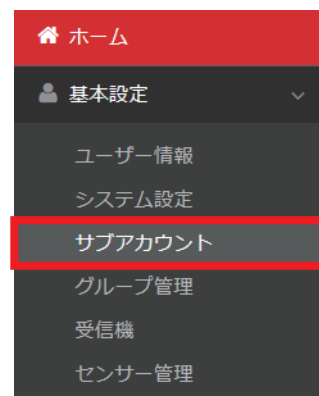 ホーム
基本設定
ユーザー情報
システム設定
サブアカウント
グループ管理
受信機
センサー管理